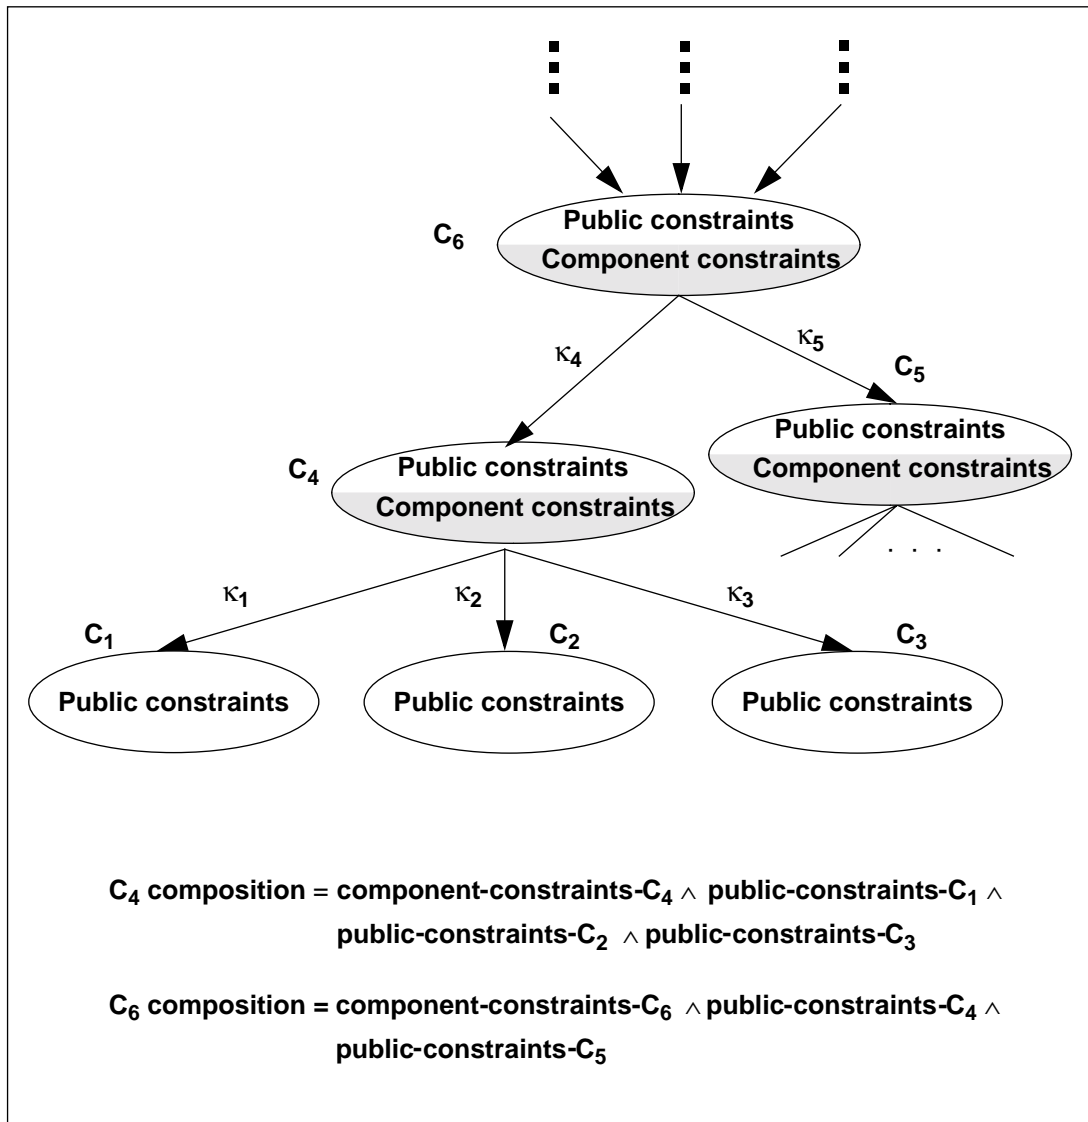 Public constraints
C6
Component constraints
κ4
κ5
C5
Public constraints
Component constraints
C4
Public constraints
Component constraints
. . .
κ1
κ2
κ3
C1
C2
C3
Public constraints
Public constraints
Public constraints
C4 composition = component-constraints-C4 ∧ public-constraints-C1 ∧
public-constraints-C2 ∧ public-constraints-C3
C6 composition = component-constraints-C6 ∧ public-constraints-C4 ∧
public-constraints-C5